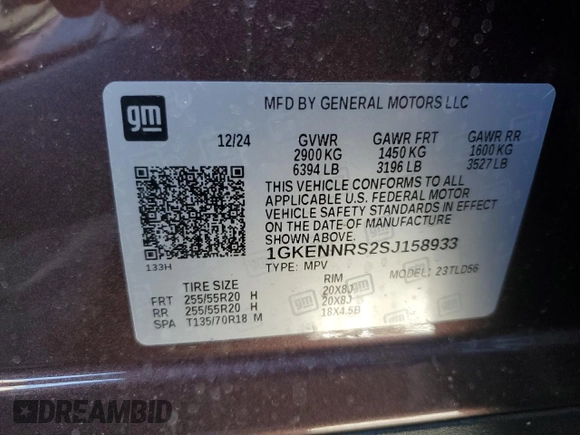 gm
MFD BY GENERAL MOTORS LLC
12/24 GVWR GAWR FRT GAWR RR
2900 KG 1450 KG 1600 KG
6394 LB 3196 LB 3527 LB
THIS VEHICLE CONFORMS TO ALL
APPLICABLE U.S. FEDERAL MOTOR
VEHICLE SAFETY STANDARDS IN EFFECT
ON THE DATE OF MANUFACTURE
SHOWN ABOVE.
1GKENNRS2SJ158933
133H
TYPE: MPV MODEL: 23TLD56
TIRE SIZE RIM
FRT 255/55R20 H 20X8J
RR 255/55R20 H 20X8J
SPA T135/70R18 M 18X4.5B
DREAMBID